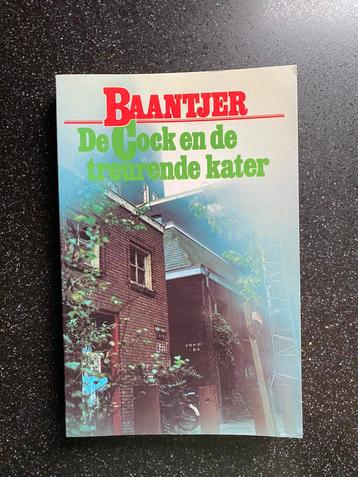 BAANTJER
De Cock en de
treurende kater